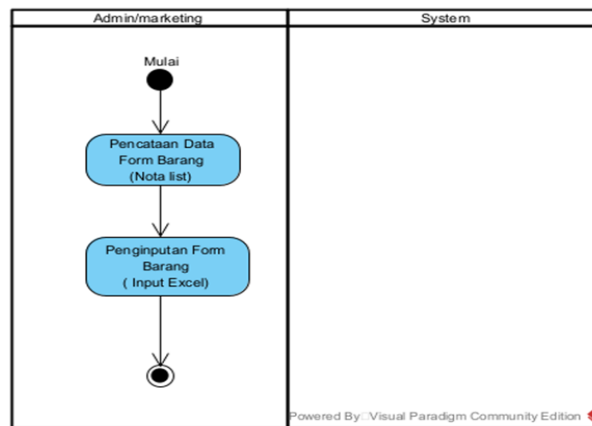 Admin/marketing
System
Mulai
Pencataan Data
Form Barang
(Nota list)
Penginputan Form
Barang
( Input Excel)
Powered By Visual Paradigm Community Edition